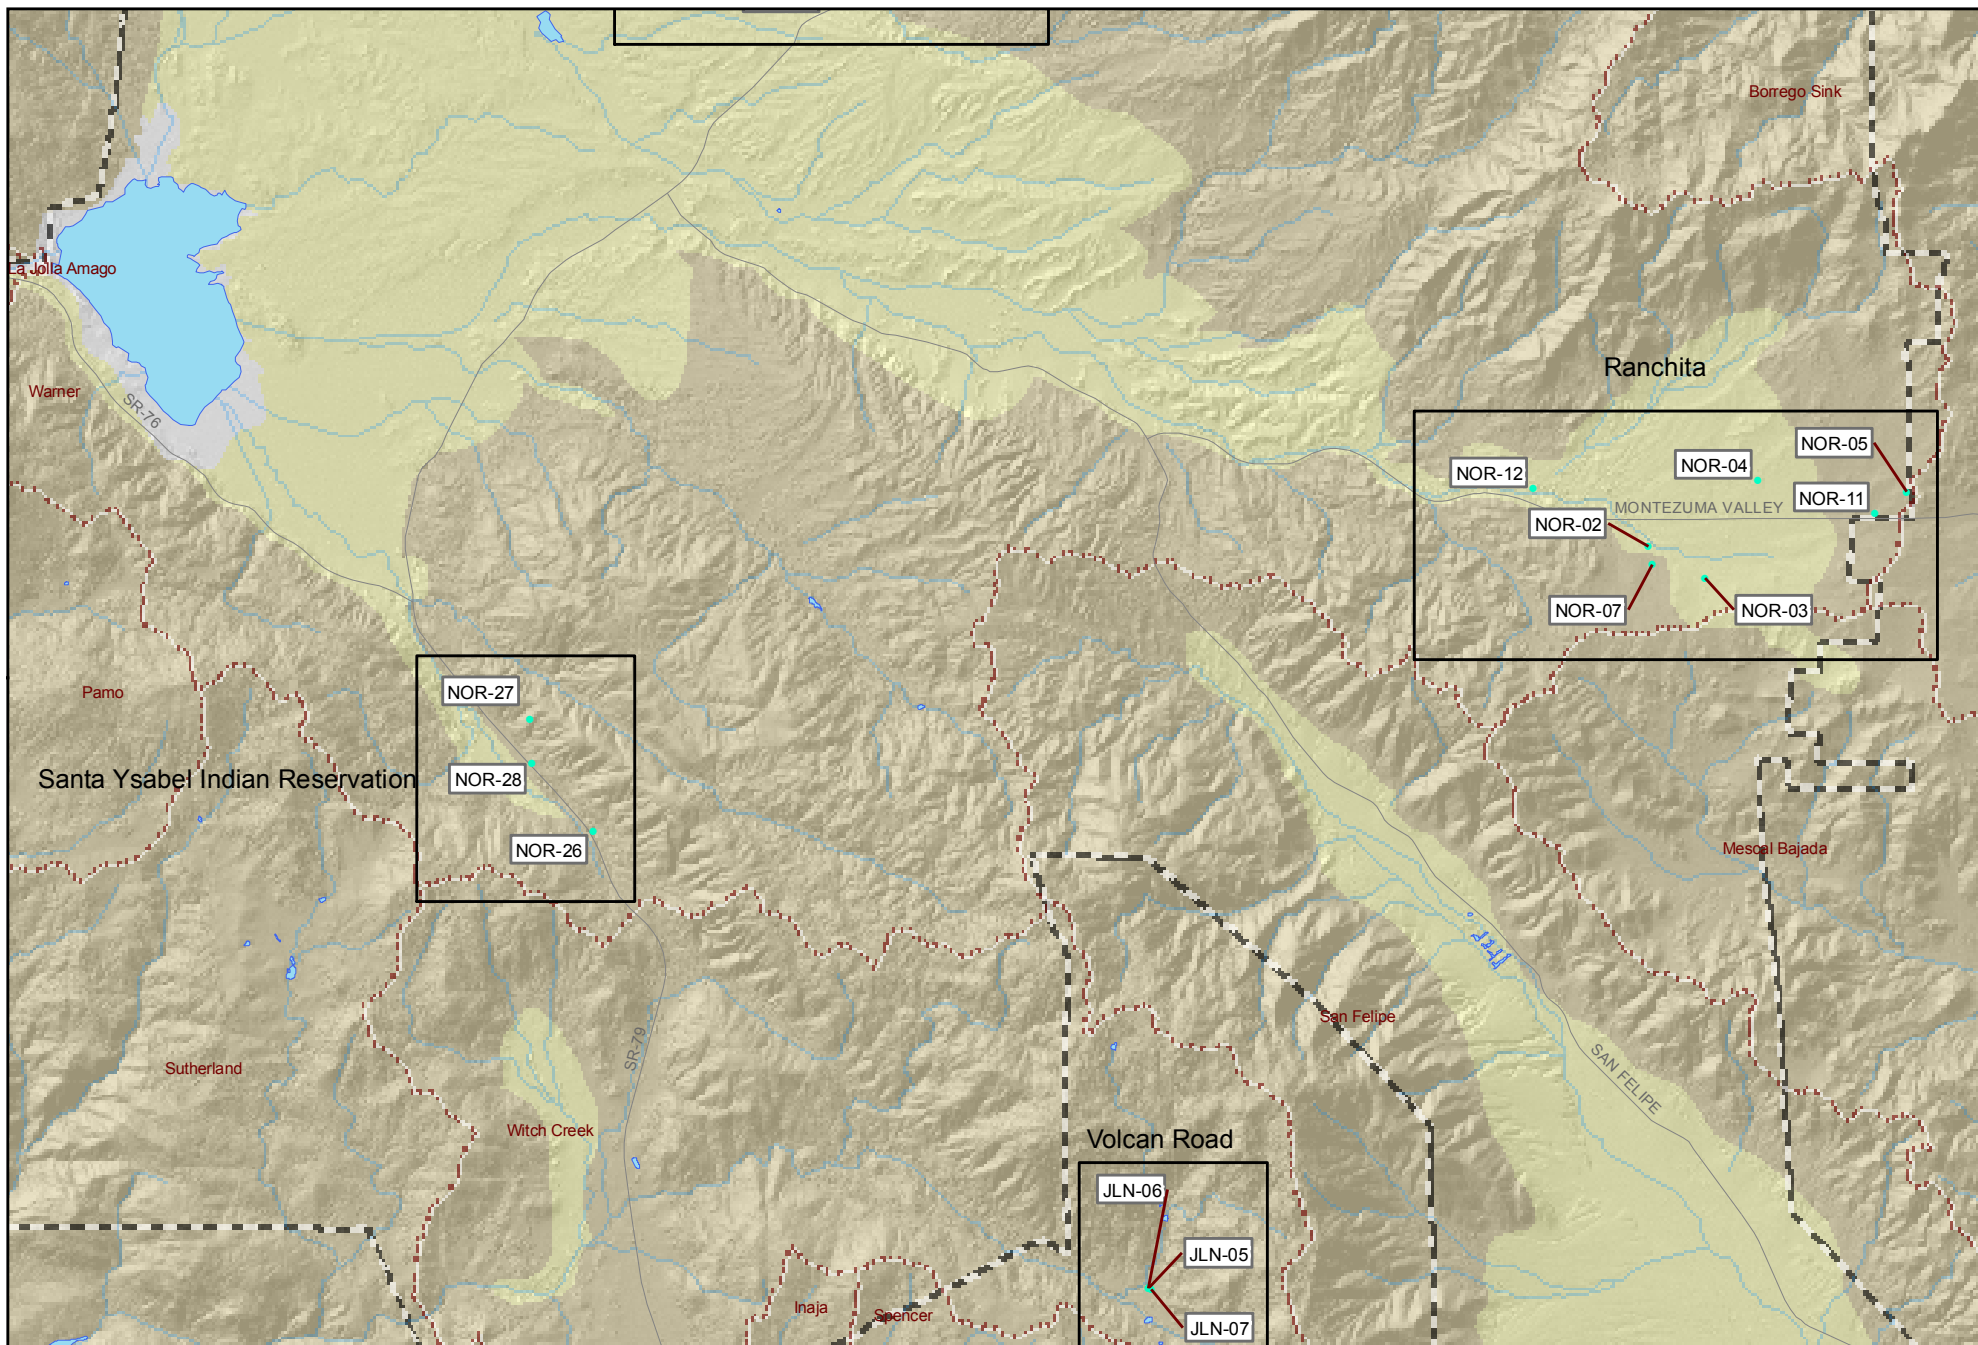 Borrego Sink
La Jolla Amago
Ranchita
Warner
SR-76
NOR-05
NOR-04
NOR-12
NOR-11
MONTEZUMA VALLEY
NOR-02
NOR-07
NOR-03
Pamo
NOR-27
Santa Ysabel Indian Reservation
NOR-28
NOR-26
Mescal Bajada
San Felipe
SR-79
SAN FELIPE
Sutherland
Witch Creek
Volcan Road
JLN-06
JLN-05
Inaja
Spencer
JLN-07